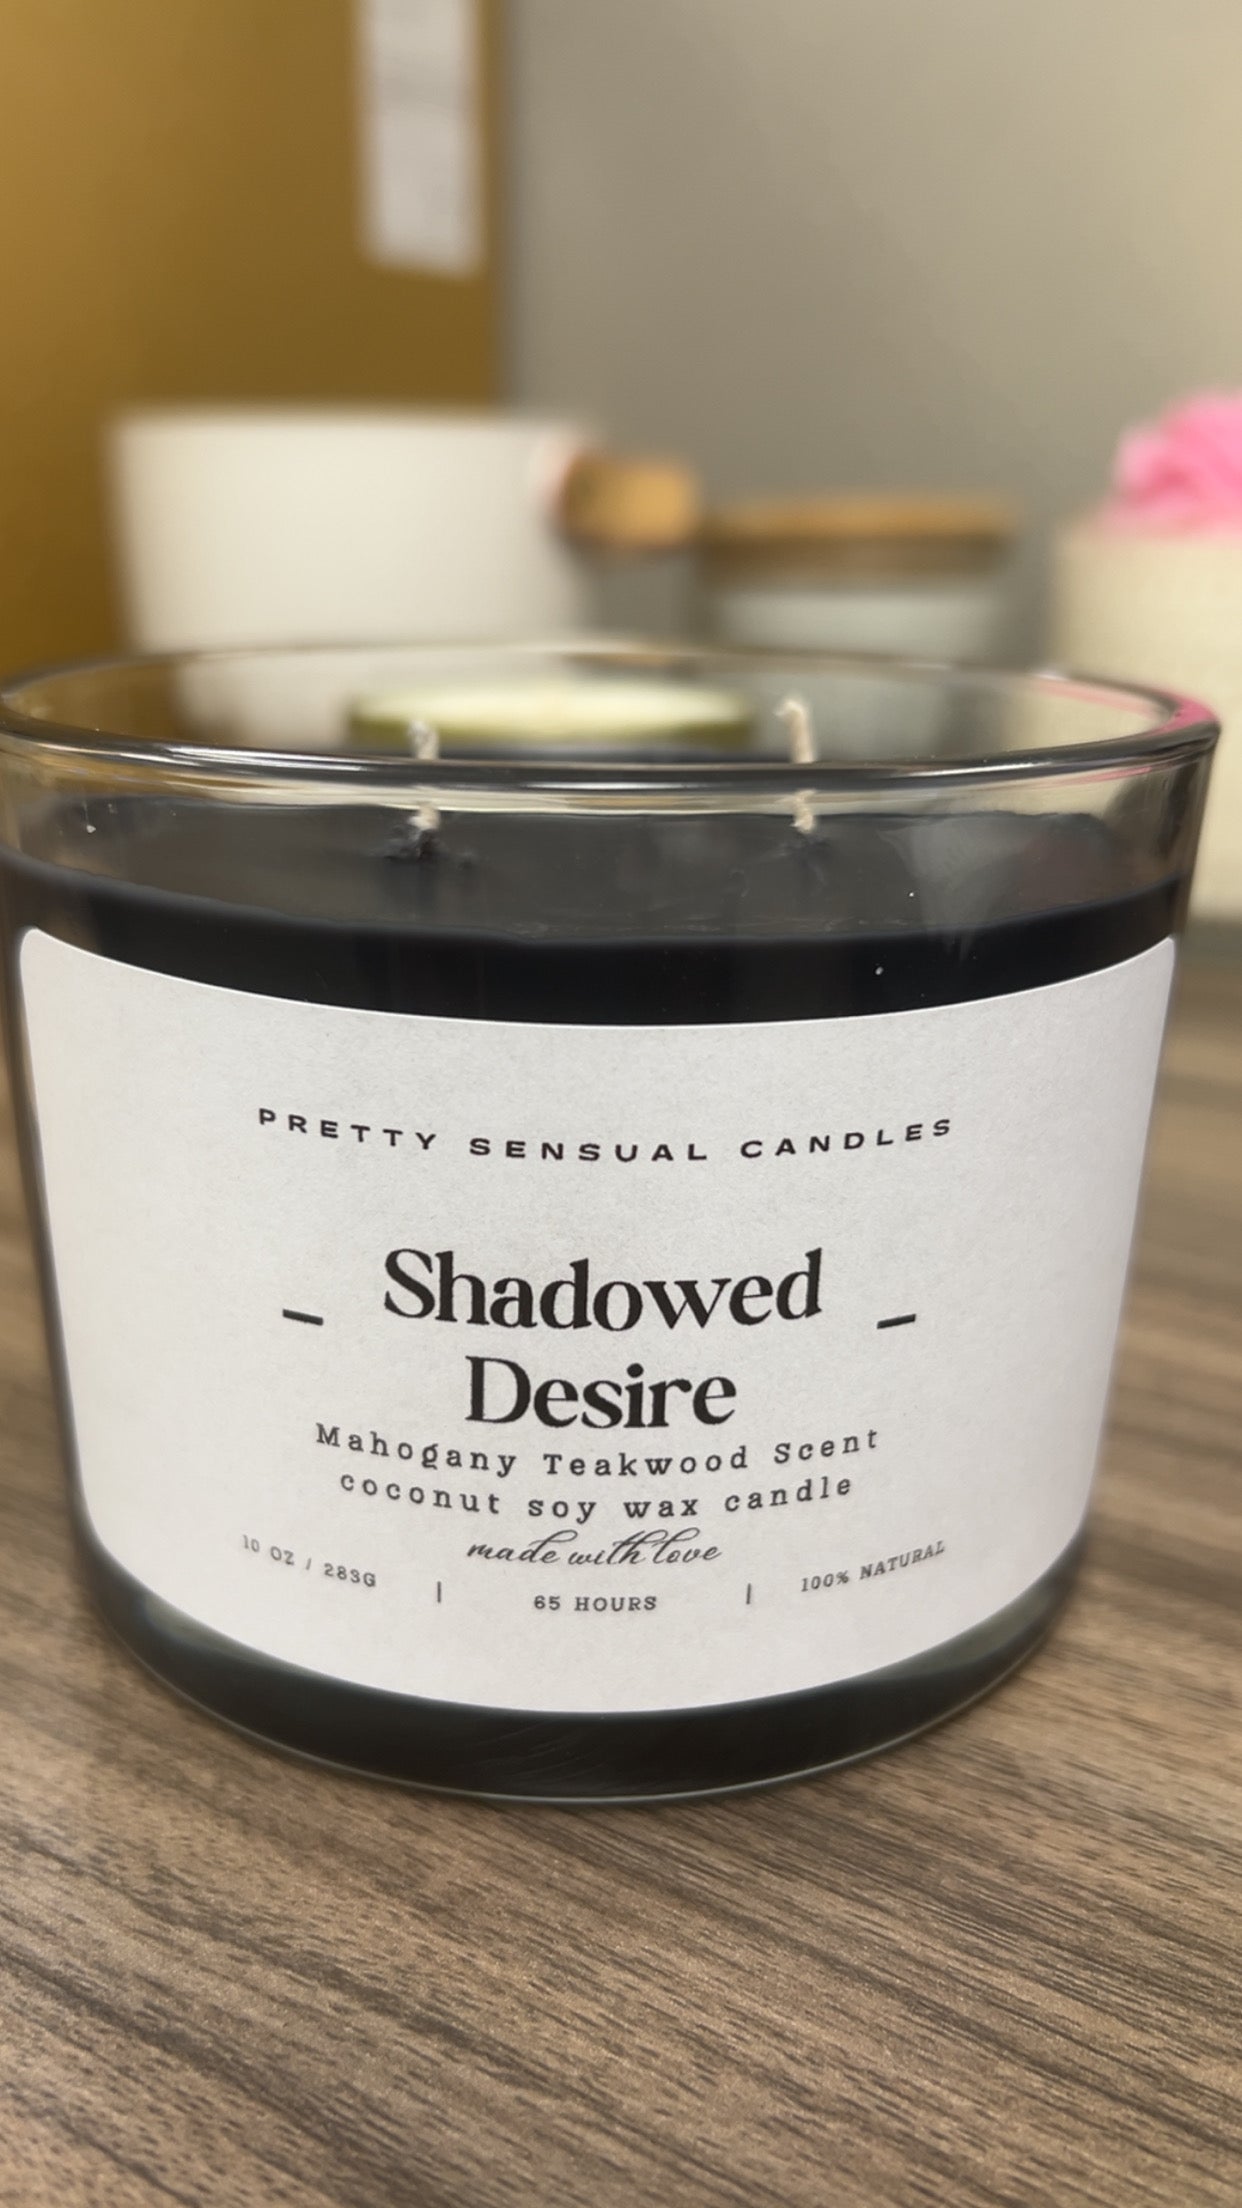 PRETTY SENSUAL CANDLES
- Shadowed -
Desire
Mahogany Teakwood Scent
coconut soy wax candle
made with love
10 OZ / 283G | 65 HOURS | 100% NATURAL